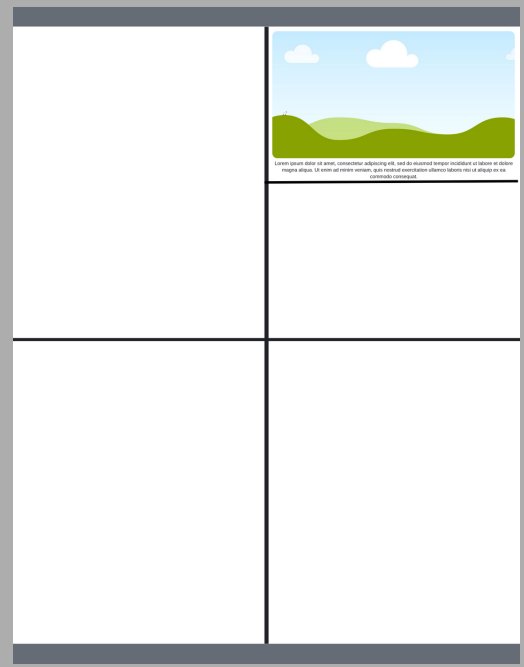 Lorem ipsum dolor sit amet, consectetur adipiscing elit, sed do eiusmod tempor incididunt ut labore et dolore
magna aliqua. Ut enim ad minim veniam, quis nostrud exercitation ullamco laboris nisi ut aliquip ex ea
commodo consequat.